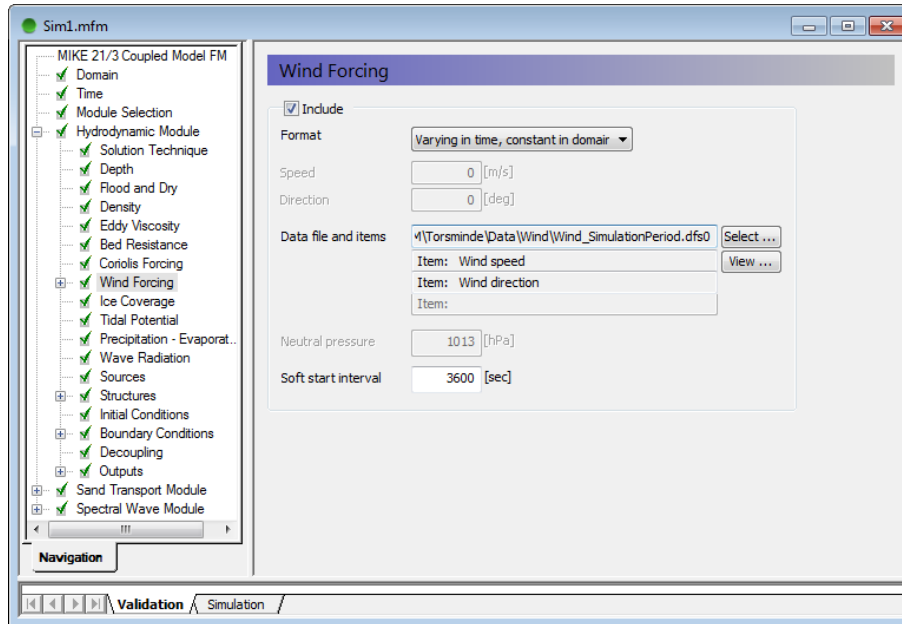 Sim1.mfm
MIKE 21/3 Coupled Model FM
Domain
Time
Module Selection
Hydrodynamic Module
Solution Technique
Depth
Flood and Dry
Density
Eddy Viscosity
Bed Resistance
Coriolis Forcing
Wind Forcing
Ice Coverage
Tidal Potential
Precipitation - Evaporat..
Wave Radiation
Sources
Structures
Initial Conditions
Boundary Conditions
Decoupling
Outputs
Sand Transport Module
Spectral Wave Module
Navigation
Wind Forcing
Include
Format Varying in time, constant in domair
Speed 0 [m/s]
Direction 0 [deg]
Data file and items \Torsminde\Data\Wind\Wind_SimulationPeriod.dfs0 Select ...
Item: Wind speed View ...
Item: Wind direction
Item:
Neutral pressure 1013 [hPa]
Soft start interval 3600 [sec]
Validation Simulation